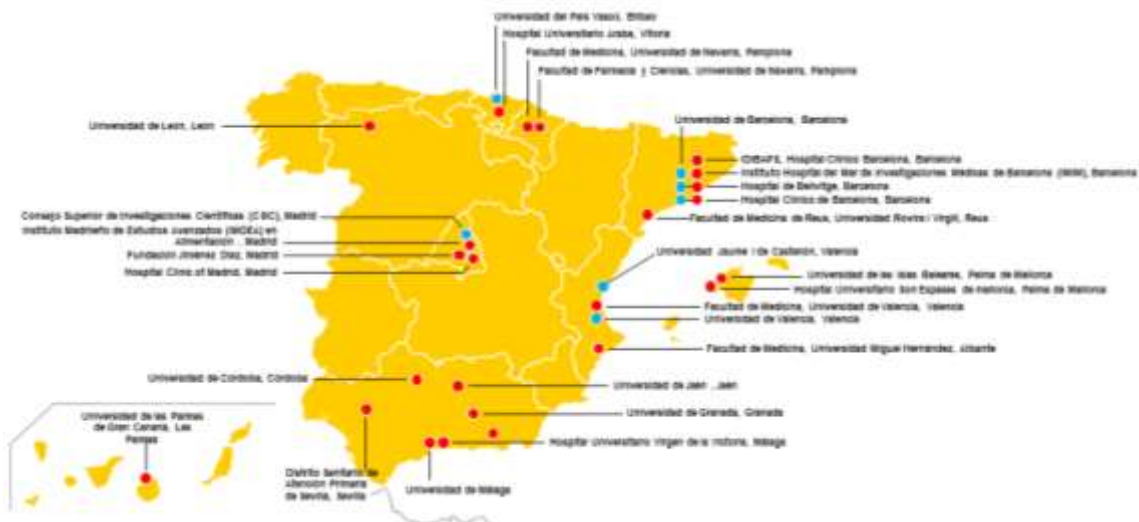 Universidad del País Vasco, Bilbao
Hospital Universitario Araba, Vitoria
Facultad de Medicina, Universidad de Navarra, Pamplona
Facultad de Farmacia y Ciencias, Universidad de Navarra, Pamplona
Universidad de León, León
Universidad de Barcelona, Barcelona
IDIBAPS, Hospital Clinico Barcelona, Barcelona
Instituto Hospital del Mar de Investigaciones Médicas de Barcelona (IMIM), Barcelona
Hospital de Bellvitge, Barcelona
Hospital Clínico de Barcelona, Barcelona
Facultad de Medicina de Reus, Universidad Rovira i Virgili, Reus
Consejo Superior de Investigaciones Científicas (CSIC), Madrid
Instituto Madrileño de Estudios Avanzados (IMDEA) en
Alimentación , Madrid
Fundación Jiménez Díaz, Madrid
Hospital Clinic of Madrid, Madrid
Universidad Jaume I de Castellón, Valencia
Universidad de las Islas Baleares, Palma de Mallorca
Hospital Universitario Son Espases de Mallorca, Palma de Mallorca
Facultad de Medicina, Universidad de Valencia, Valencia
Universidad de Valencia, Valencia
Facultad de Medicina, Universidad Miguel Hernández, Alicante
Universidad de Córdoba, Córdoba
Universidad de Jaén , Jaén
Universidad de las Palmas
de Gran Canaria, Las
Palmas
Universidad de Granada, Granada
Hospital Universitario Virgen de la Victoria, Málaga
Distrito Sanitario de
Atención Primaria
de Sevilla, Sevilla
Universidad de Málaga